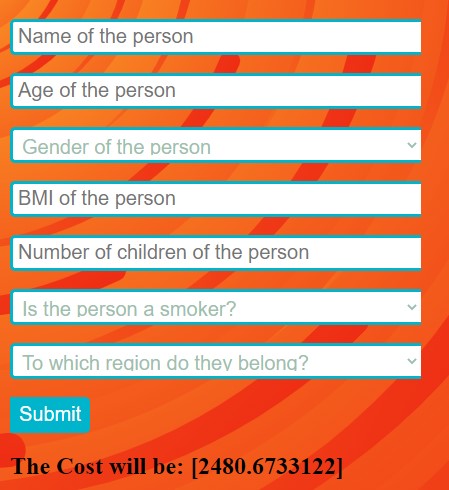 Name of the person
Age of the person
Gender of the person
BMI of the person
Number of children of the person
Is the person a smoker?
To which region do they belong?
Submit
The Cost will be: [2480.6733122]